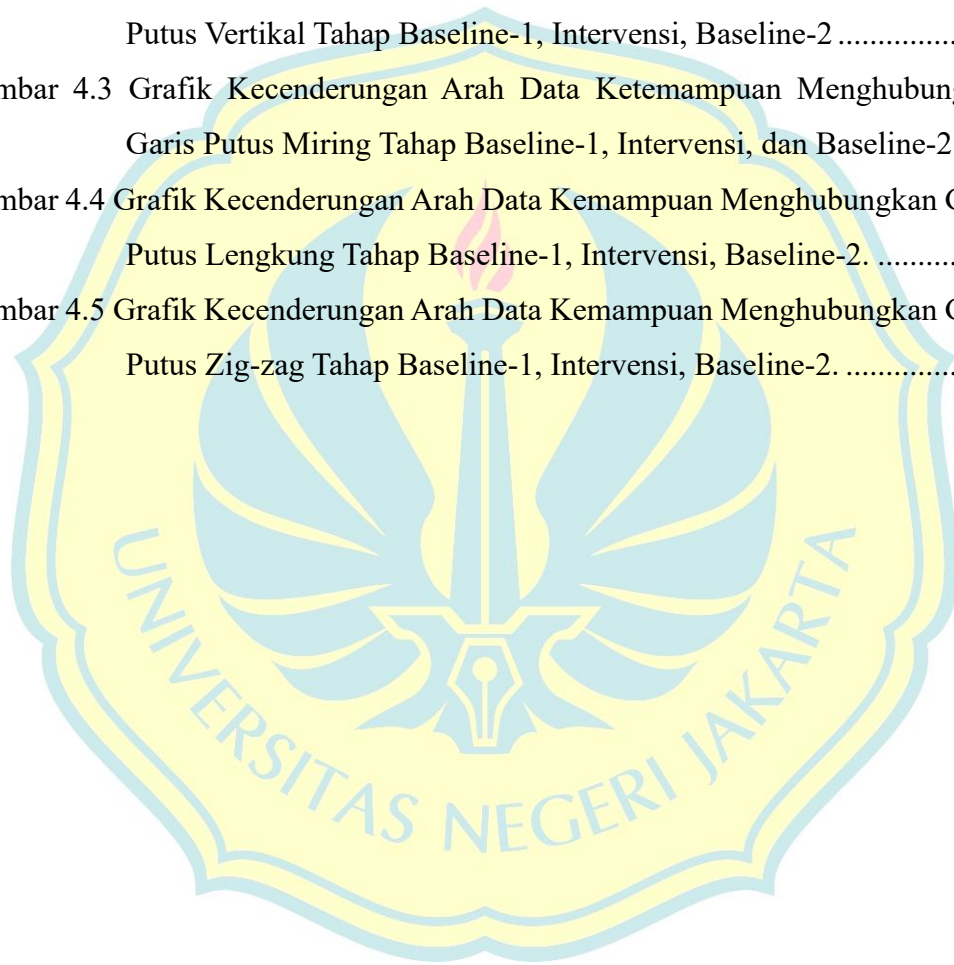 Putus Vertikal Tahap Baseline-1, Intervensi, Baseline-2 ...............
mbar 4.3 Grafik Kecenderungan Arah Data Ketemampuan Menghubung
Garis Putus Miring Tahap Baseline-1, Intervensi, dan Baseline-2
mbar 4.4 Grafik Kecenderungan Arah Data Kemampuan Menghubungkan G
Putus Lengkung Tahap Baseline-1, Intervensi, Baseline-2. ...........
mbar 4.5 Grafik Kecenderungan Arah Data Kemampuan Menghubungkan G
Putus Zig-zag Tahap Baseline-1, Intervensi, Baseline-2. ...............
UNIVERSITAS NEGERI JAKARTA